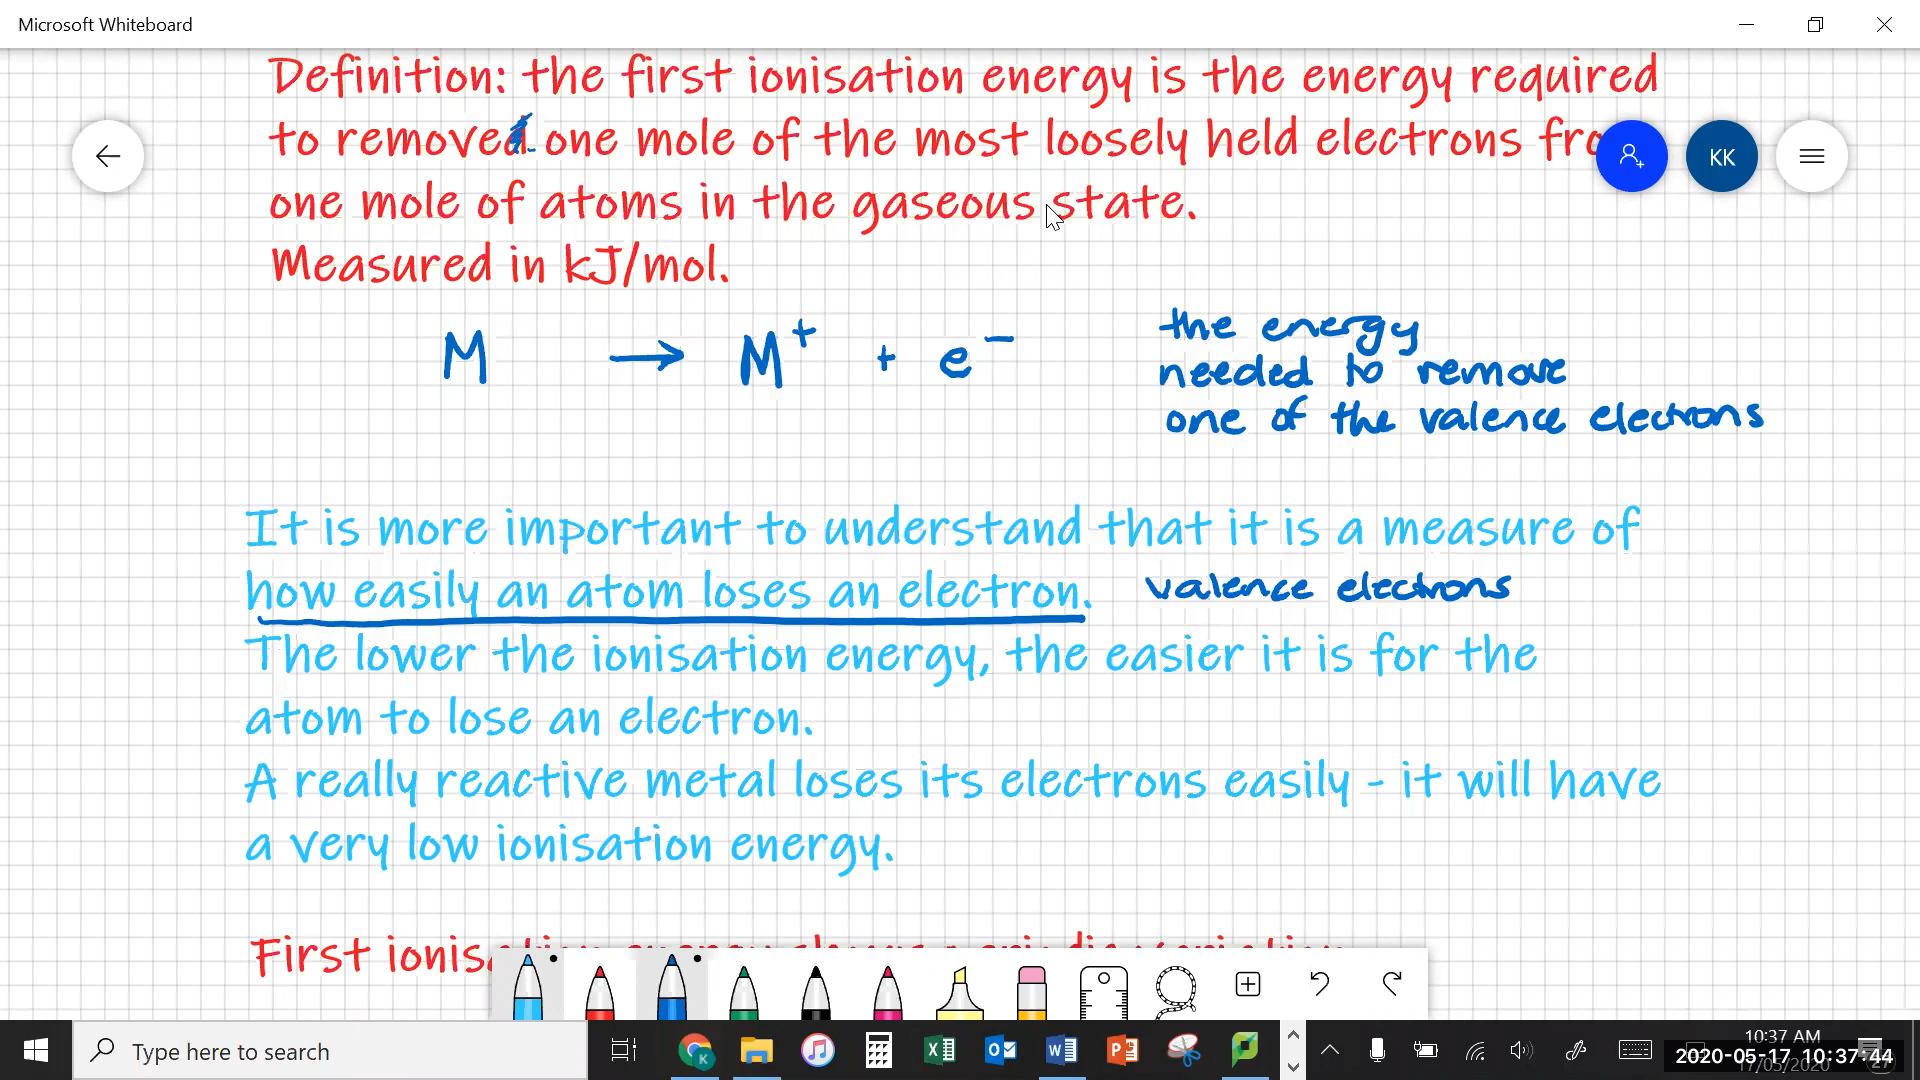 Microsoft Whiteboard
Definition: the first ionisation energy is the energy required
to remove one mole of the most loosely held electrons
one mole of atoms in the gaseous state.
KK
Measured in kJ/mol.
M → M⁺ + e⁻
the energy
needed to remove
one of the valence electrons
It is more important to understand that it is a measure of
how easily an atom loses an electron.
valence electrons
The lower the ionisation energy, the easier it is for the
atom to lose an electron.
A really reactive metal loses its electrons easily - it will have
a very low ionisation energy.
First
Type here to search
10:37 AM
2020-05-17 10:37:44